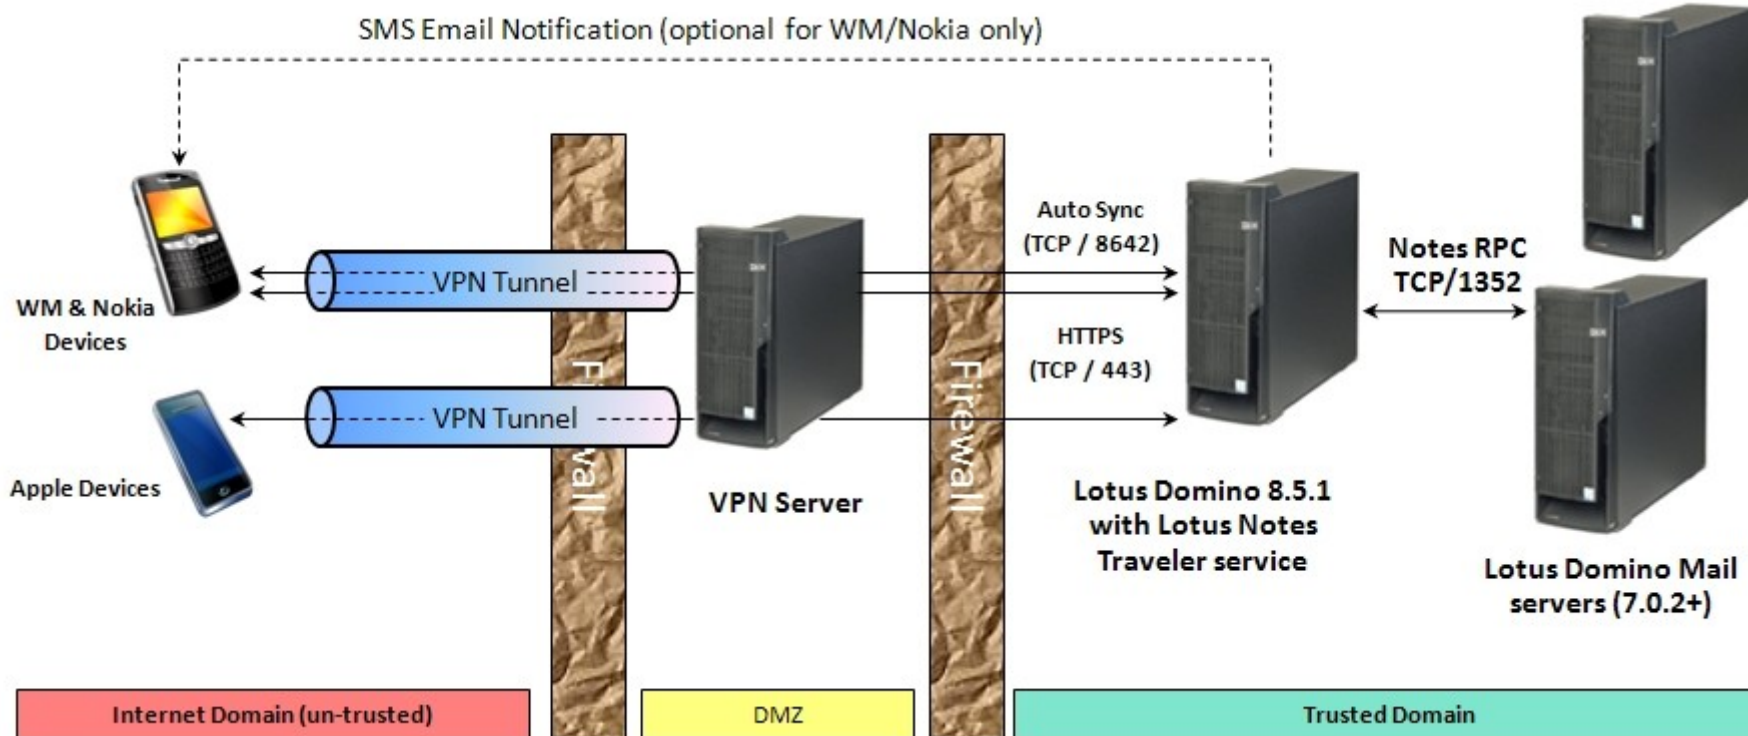 SMS Email Notification (optional for WM/Nokia only)
WM & Nokia
Devices
VPN Tunnel
Auto Sync
(TCP / 8642)
Notes RPC
TCP/1352
HTTPS
(TCP / 443)
Apple Devices
VPN Tunnel
Firewall
VPN Server
Firewall
Lotus Domino 8.5.1
with Lotus Notes
Traveler service
Lotus Domino Mail
servers (7.0.2+)
Internet Domain (un-trusted)
DMZ
Trusted Domain